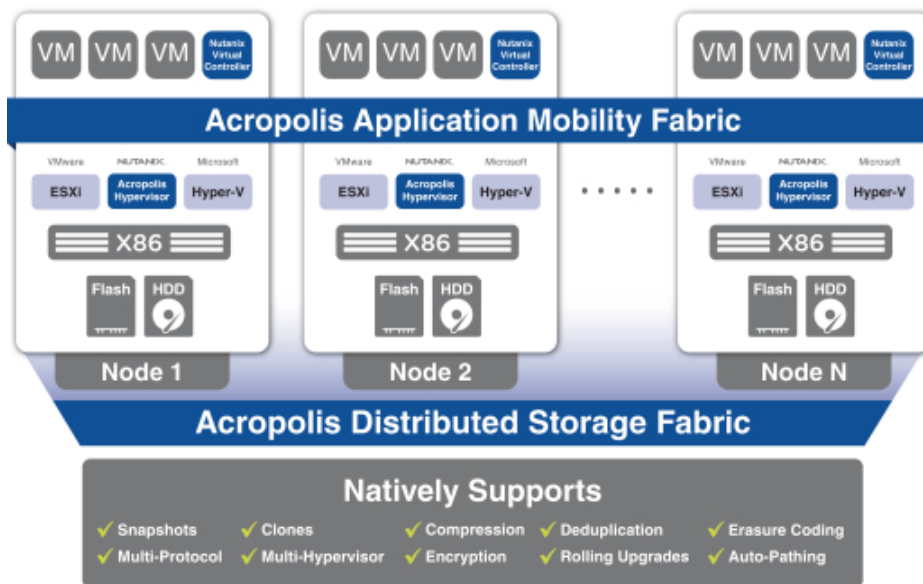 VM VM VM Nutanix Virtual Controller
VM VM VM Nutanix Virtual Controller
VM VM VM Nutanix Virtual Controller
Acropolis Application Mobility Fabric
VMware NUTANIX. Microsoft
ESXi Acropolis Hypervisor Hyper-V
X86
Flash HDD
Node 1
VMware NUTANIX. Microsoft
ESXi Acropolis Hypervisor Hyper-V
X86
Flash HDD
Node 2
.....
VMware NUTANIX. Microsoft
ESXi Acropolis Hypervisor Hyper-V
X86
Flash HDD
Node N
Acropolis Distributed Storage Fabric
Natively Supports
✓ Snapshots ✓ Clones ✓ Compression ✓ Deduplication ✓ Erasure Coding
✓ Multi-Protocol ✓ Multi-Hypervisor ✓ Encryption ✓ Rolling Upgrades ✓ Auto-Pathing